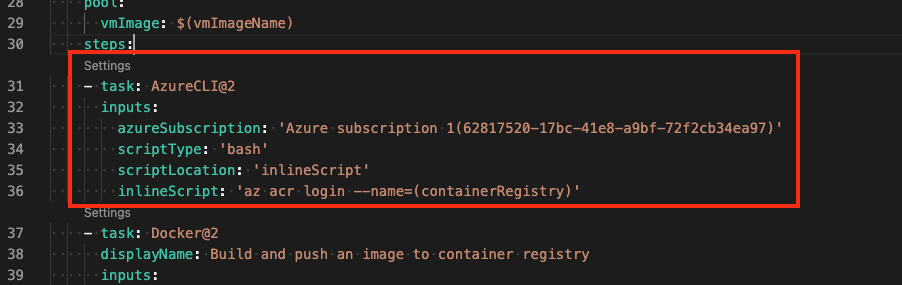 28 pool:
29 vmImage: $(vmImageName)
30 steps:
Settings
31 - task: AzureCLI@2
32 inputs:
33 azureSubscription: 'Azure subscription 1(62817520-17bc-41e8-a9bf-72f2cb34ea97)'
34 scriptType: 'bash'
35 scriptLocation: 'inlineScript'
36 inlineScript: 'az acr login --name=(containerRegistry)'
Settings
37 - task: Docker@2
38 displayName: Build and push an image to container registry
39 inputs: